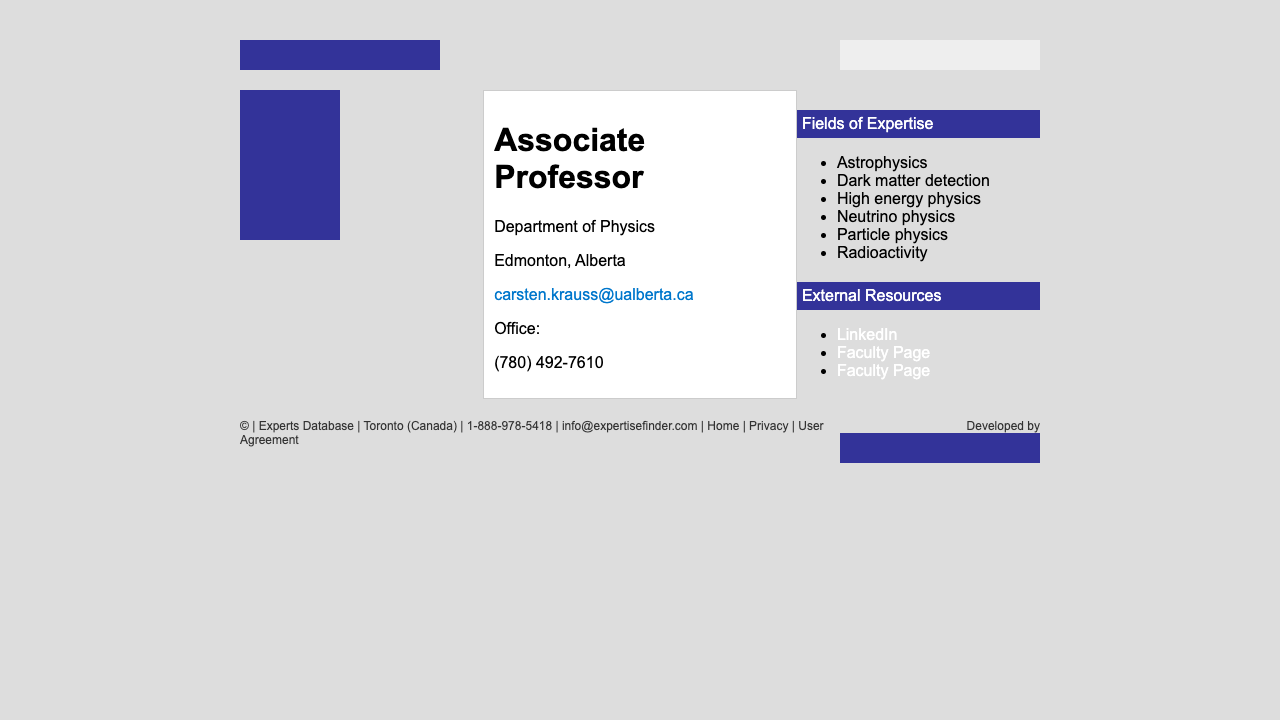 Associate
Professor
Department of Physics
Edmonton, Alberta
carsten.krauss@ualberta.ca
Office:
(780) 492-7610
Fields of Expertise
Astrophysics
Dark matter detection
High energy physics
Neutrino physics
Particle physics
Radioactivity
External Resources
LinkedIn
Faculty Page
Faculty Page
© | Experts Database | Toronto (Canada) | 1-888-978-5418 | info@expertisefinder.com | Home | Privacy | User
Agreement
Developed by